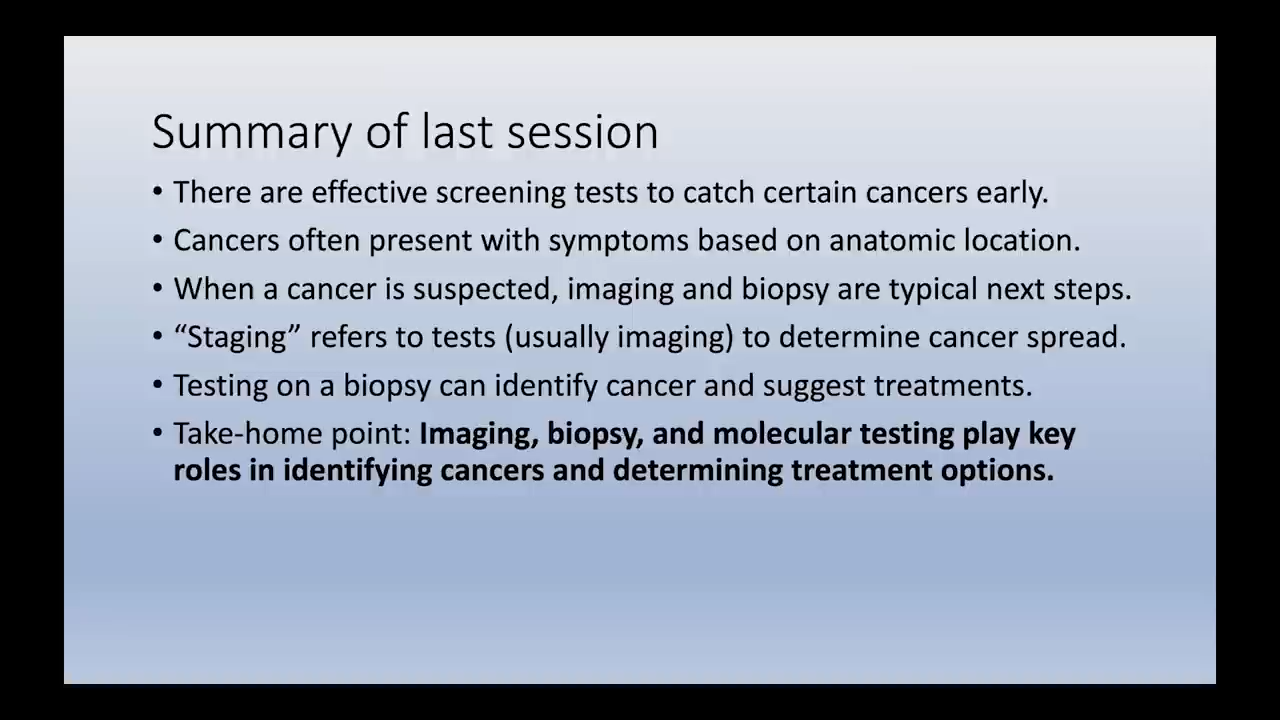 Summary of last session
• There are effective screening tests to catch certain cancers early.
• Cancers often present with symptoms based on anatomic location.
• When a cancer is suspected, imaging and biopsy are typical next steps.
• “Staging” refers to tests (usually imaging) to determine cancer spread.
• Testing on a biopsy can identify cancer and suggest treatments.
• Take-home point: Imaging, biopsy, and molecular testing play key
roles in identifying cancers and determining treatment options.